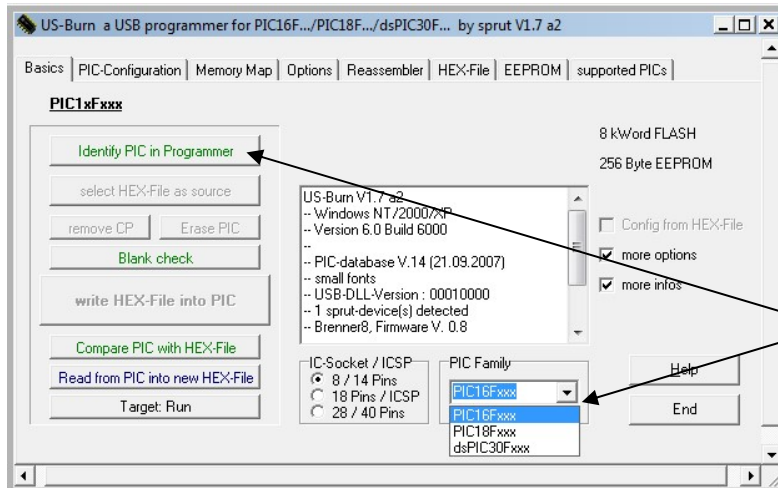 US-Burn a USB programmer for PIC16F.../PIC18F.../dsPIC30F... by sprut V1.7 a2
Basics PIC-Configuration Memory Map Options Reassembler HEX-File EEPROM supported PICs
PIC1xFxxx
Identify PIC in Programmer
select HEX-File as source
remove CP Erase PIC
Blank check
write HEX-File into PIC
Compare PIC with HEX-File
Read from PIC into new HEX-File
Target: Run
US-Burn V1.7 a2
-- Windows NT/2000/XP
-- Version 6.0 Build 6000
--
-- PIC-database V.14 (21.09.2007)
-- small fonts
-- USB-DLL-Version : 00010000
-- 1 sprut-device(s) detected
-- Brenner8, Firmware V. 0.8
IC-Socket / ICSP
8 / 14 Pins
18 Pins / ICSP
28 / 40 Pins
PIC Family
PIC16Fxxx
PIC16Fxxx
PIC18Fxxx
dsPIC30Fxxx
8 kWord FLASH
256 Byte EEPROM
Config from HEX-File
more options
more infos
Help
End